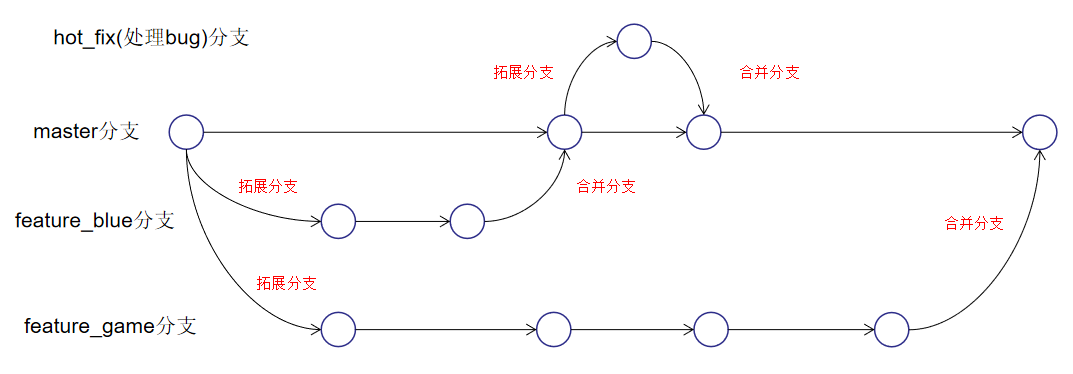 hot_fix(处理bug)分支
拓展分支
合并分支
master分支
拓展分支
合并分支
feature_blue分支
合并分支
拓展分支
feature_game分支